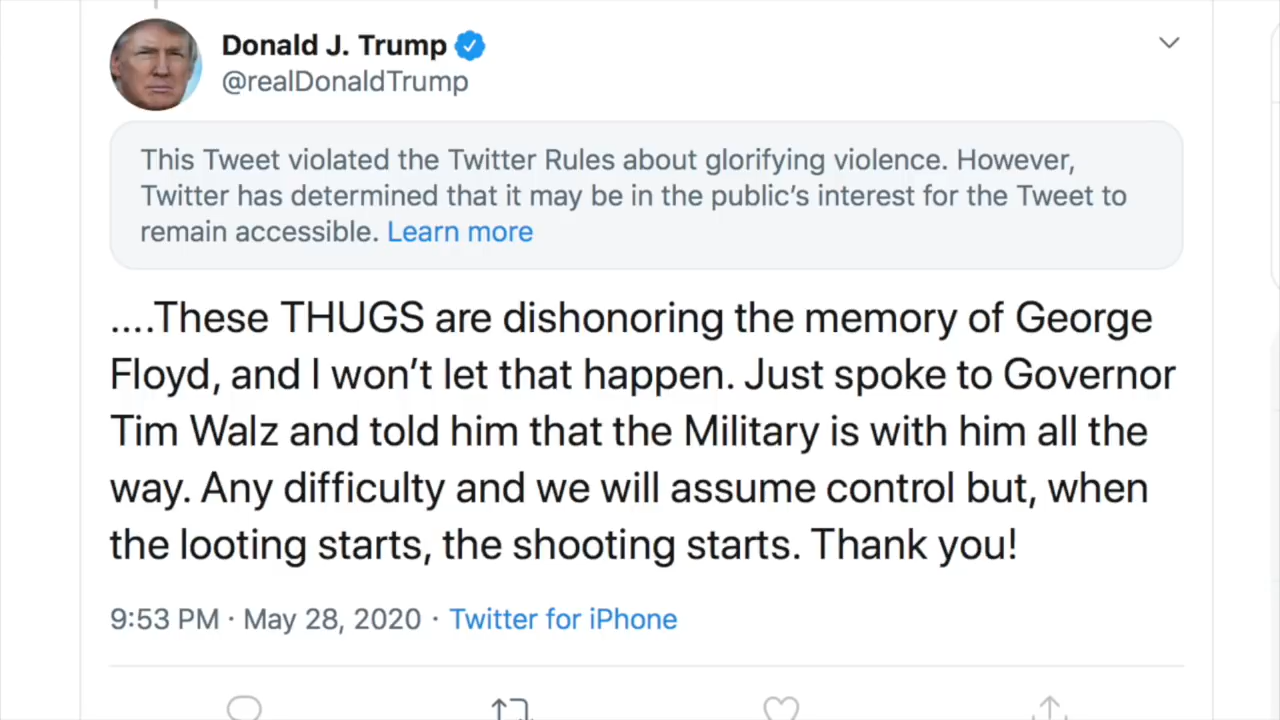 Donald J. Trump
@realDonaldTrump
This Tweet violated the Twitter Rules about glorifying violence. However,
Twitter has determined that it may be in the public’s interest for the Tweet to
remain accessible. Learn more
....These THUGS are dishonoring the memory of George
Floyd, and I won’t let that happen. Just spoke to Governor
Tim Walz and told him that the Military is with him all the
way. Any difficulty and we will assume control but, when
the looting starts, the shooting starts. Thank you!
9:53 PM · May 28, 2020 · Twitter for iPhone